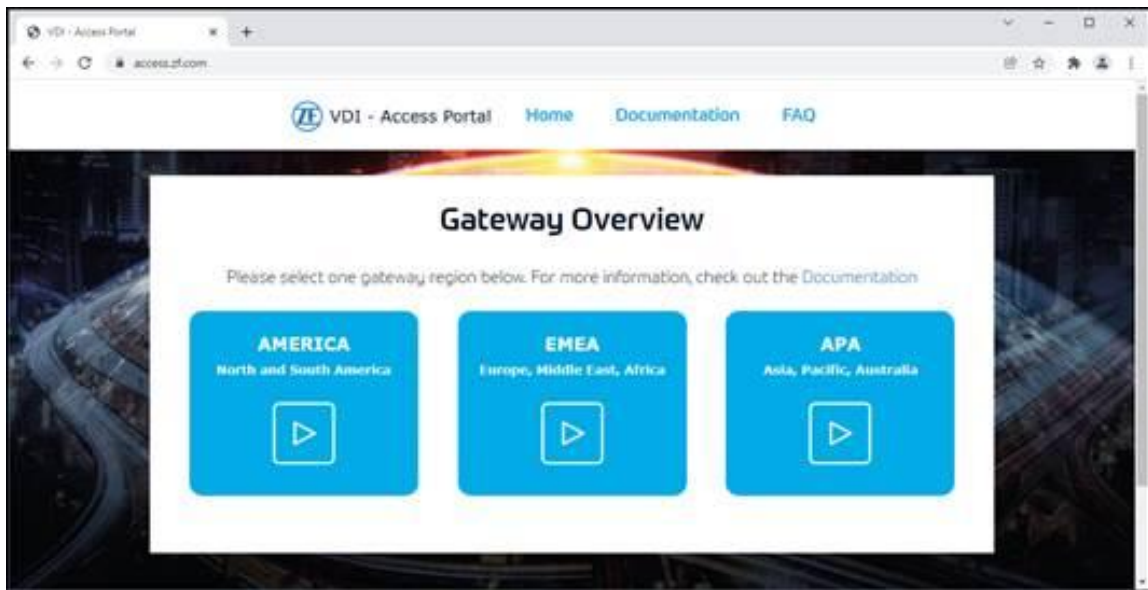 VDI - Access Portal
access.zf.com
ZF VDI - Access Portal Home Documentation FAQ
Gateway Overview
Please select one gateway region below. For more information, check out the Documentation
AMERICA
North and South America
EMEA
Europe, Middle East, Africa
APA
Asia, Pacific, Australia